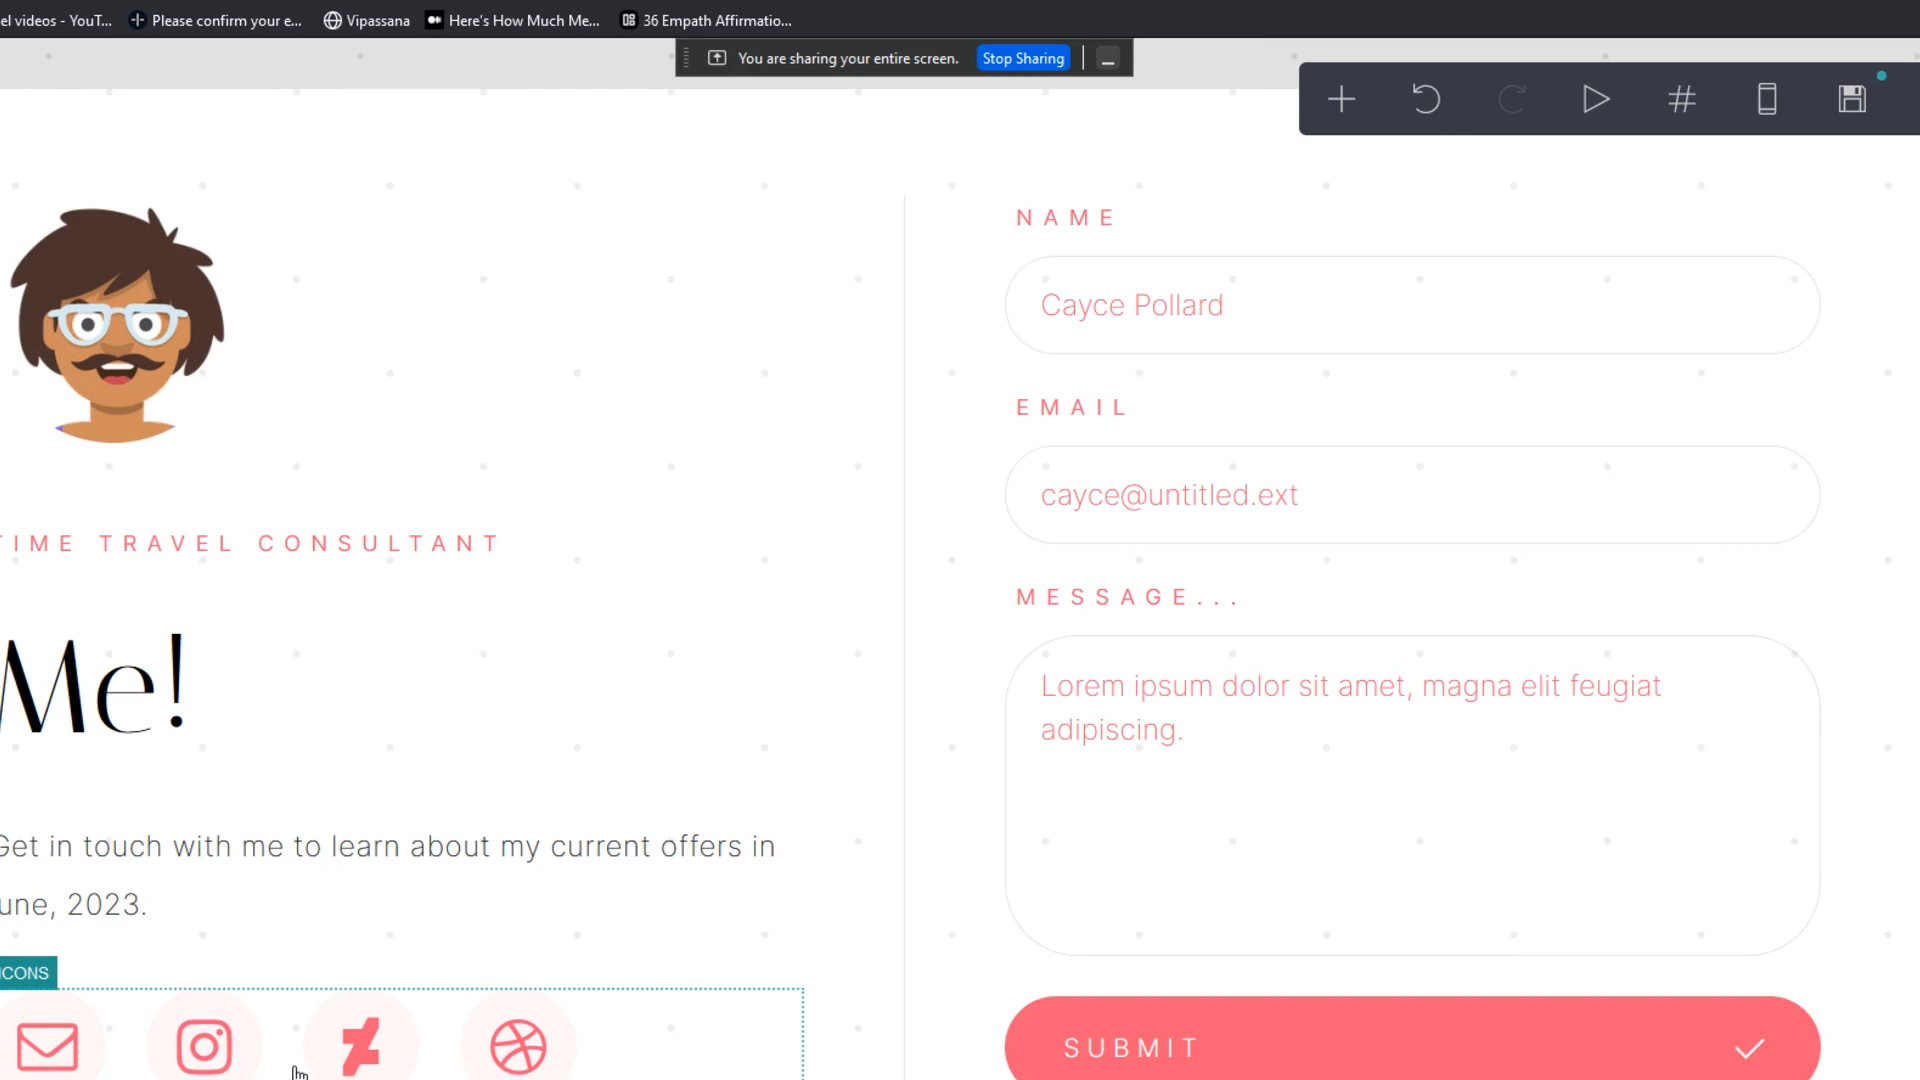 el videos - YouT...
Please confirm your e...
Vipassana
Here's How Much Me...
36 Empath Affirmatio...
You are sharing your entire screen.
Stop Sharing
TIME TRAVEL CONSULTANT
Me!
Get in touch with me to learn about my current offers in
une, 2023.
ICONS
NAME
Cayce Pollard
EMAIL
cayce@untitled.ext
MESSAGE...
Lorem ipsum dolor sit amet, magna elit feugiat
adipiscing.
SUBMIT